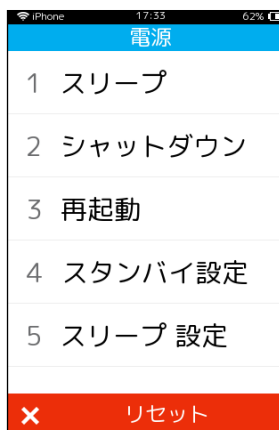 iPhone 17:33 62%
電源
1 スリープ
2 シャットダウン
3 再起動
4 スタンバイ設定
5 スリープ 設定
× リセット